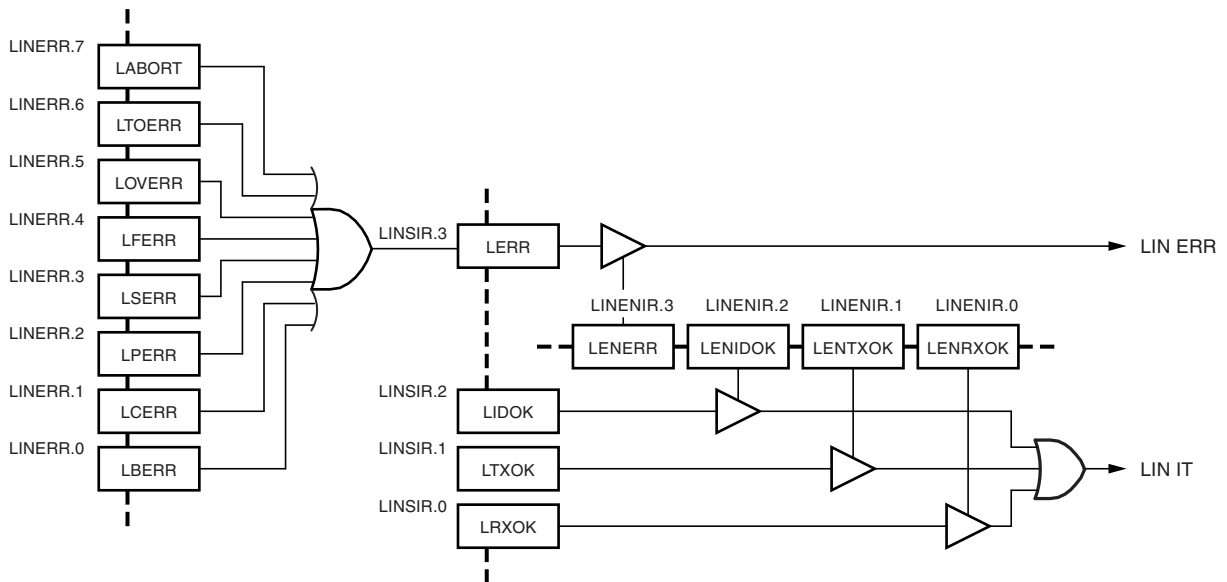 LINERR.7
LABORT
LINERR.6
LTOERR
LINERR.5
LOVERR
LINERR.4
LFERR
LINERR.3
LSERR
LINERR.2
LPERR
LINERR.1
LCERR
LINERR.0
LBERR
LINSIR.3
LERR
LIN ERR
LINENIR.3
LINENIR.2
LINENIR.1
LINENIR.0
LENERR
LENIDOK
LENTXOK
LENRXOK
LINSIR.2
LIDOK
LINSIR.1
LTXOK
LIN IT
LINSIR.0
LRXOK